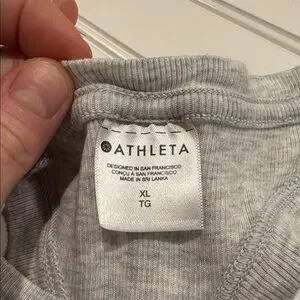 ATHLETA
DESIGNED IN SAN FRANCISCO
CONÇU A SAN FRANCISCO
MADE IN SRI LANKA
XL
TG